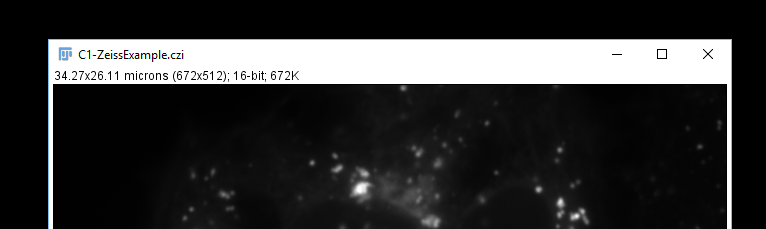 C1-ZeissExample.czi
34.27x26.11 microns (672x512); 16-bit; 672K